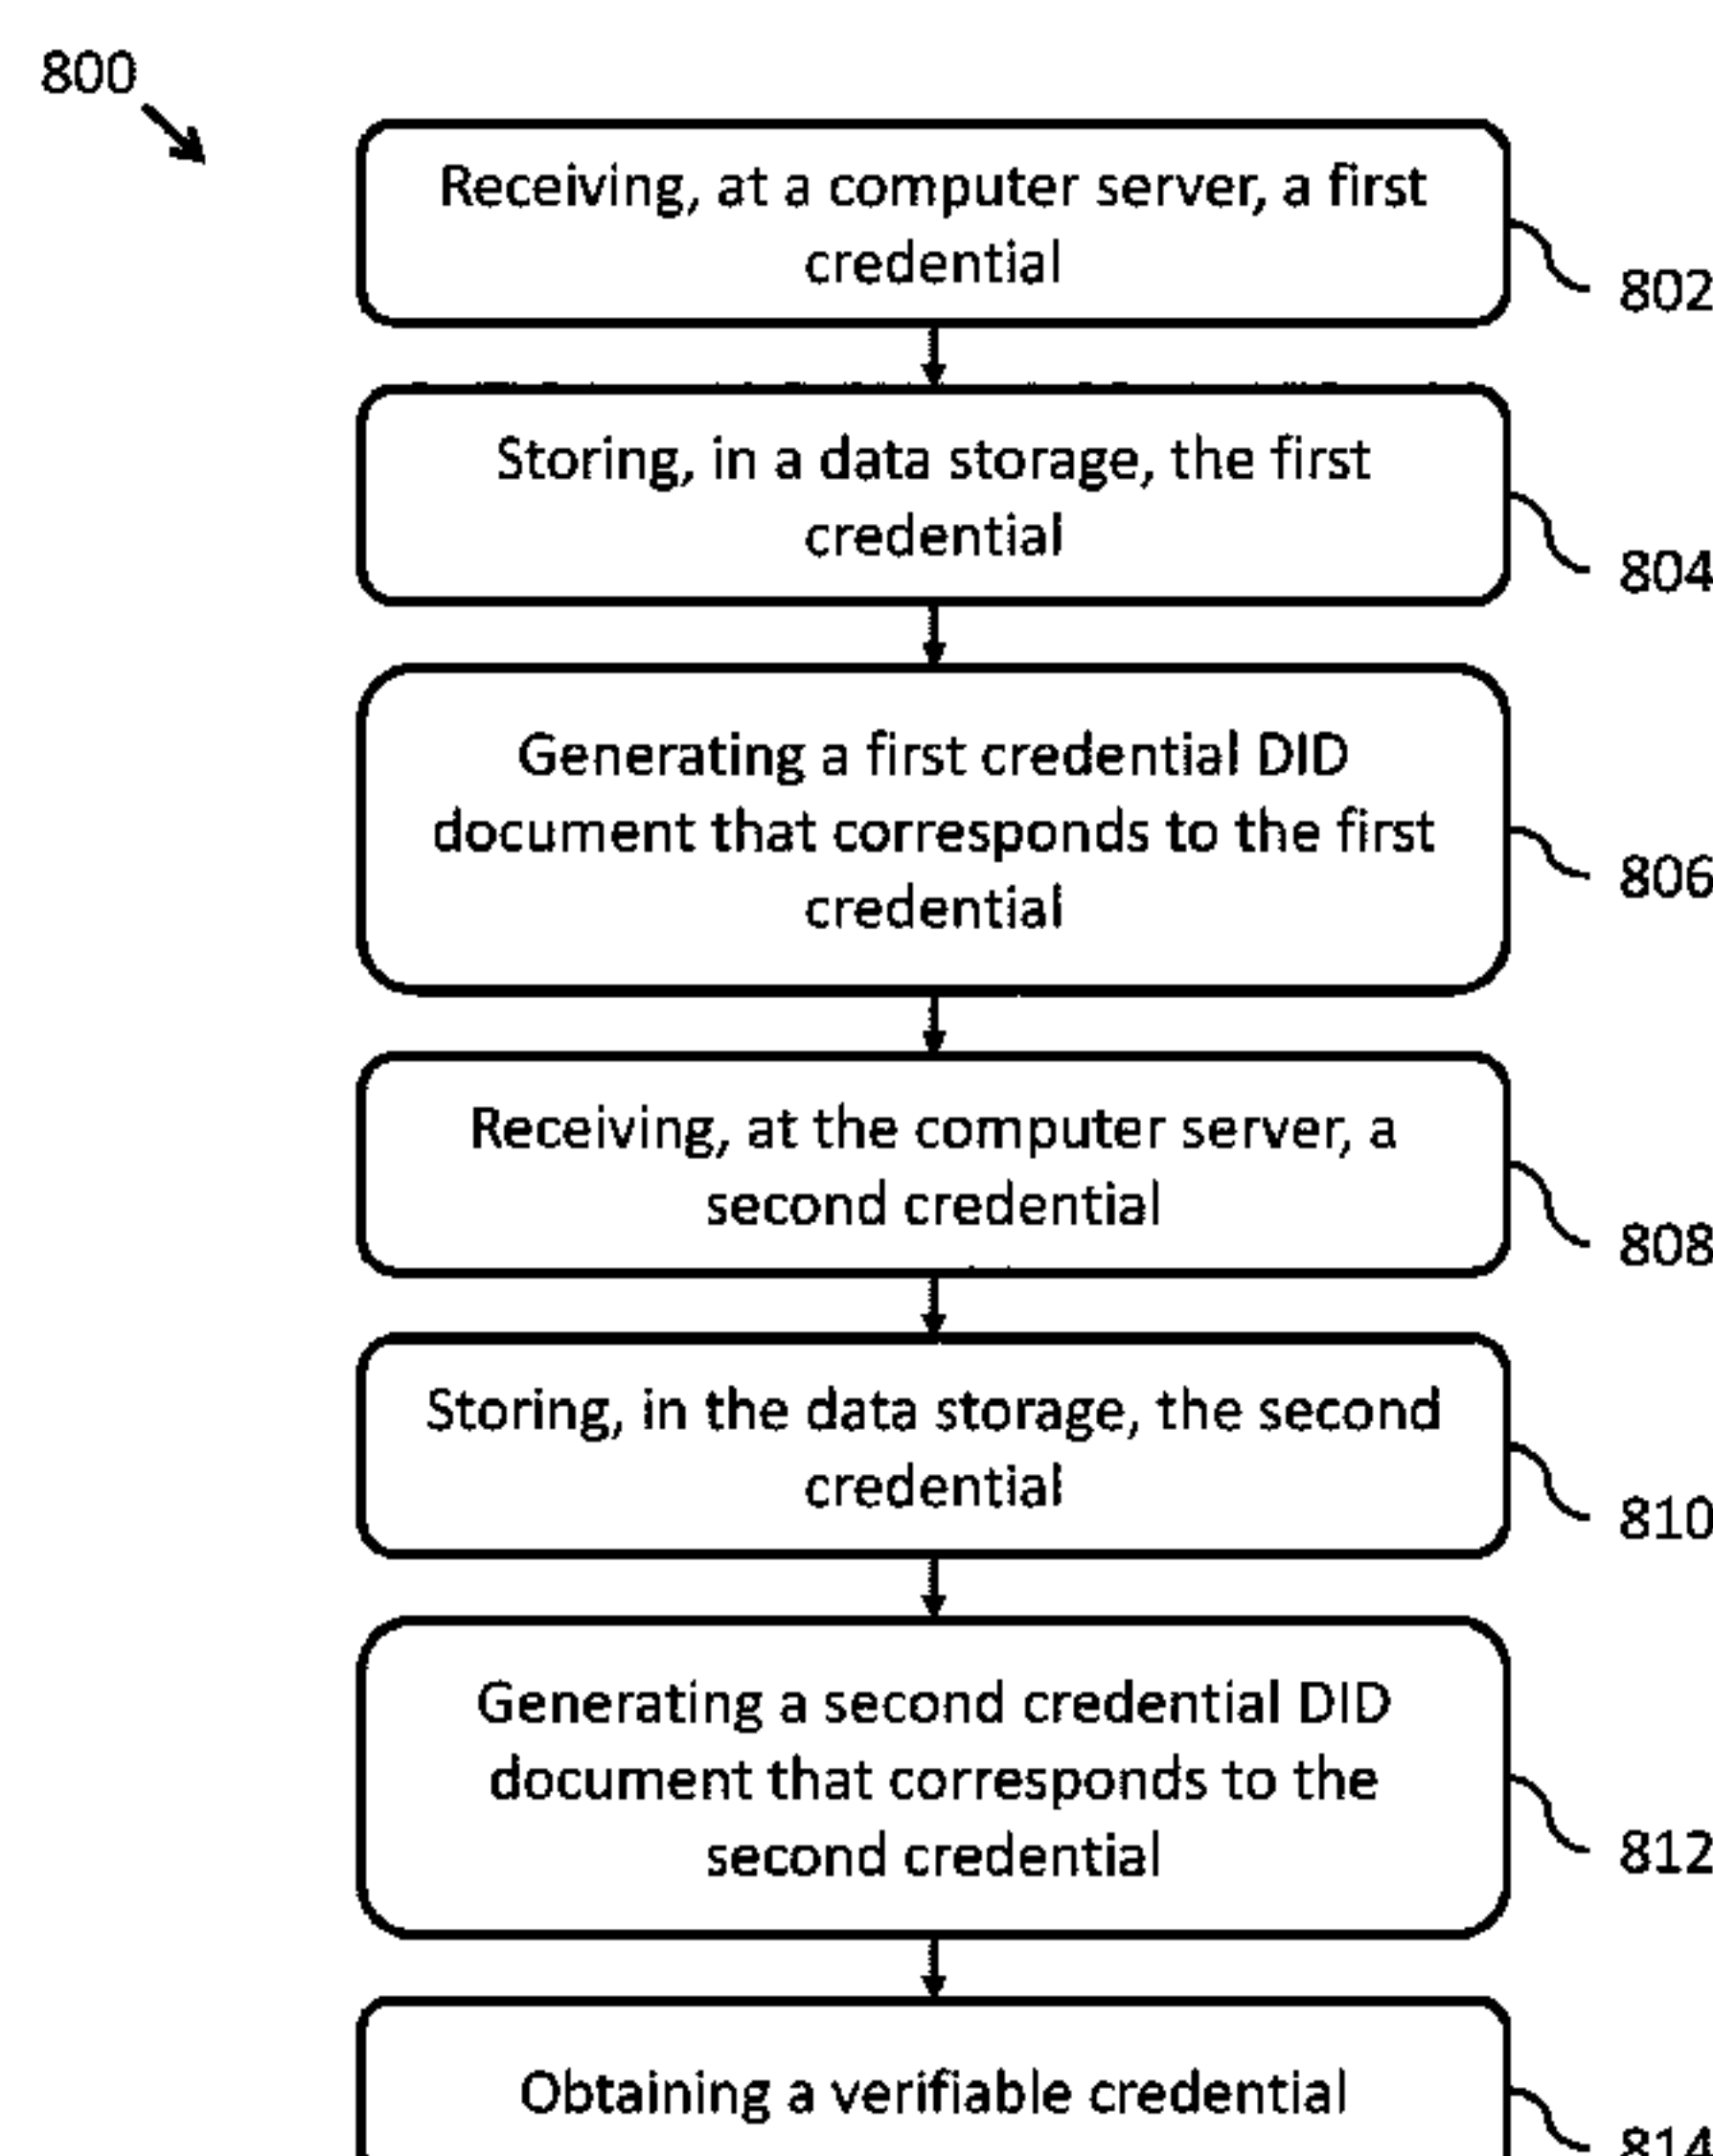 800
Receiving, at a computer server, a first
credential
802
Storing, in a data storage, the first
credential
804
Generating a first credential DID
document that corresponds to the first
credential
806
Receiving, at the computer server, a
second credential
808
Storing, in the data storage, the second
credential
810
Generating a second credential DID
document that corresponds to the
second credential
812
Obtaining a verifiable credential
814